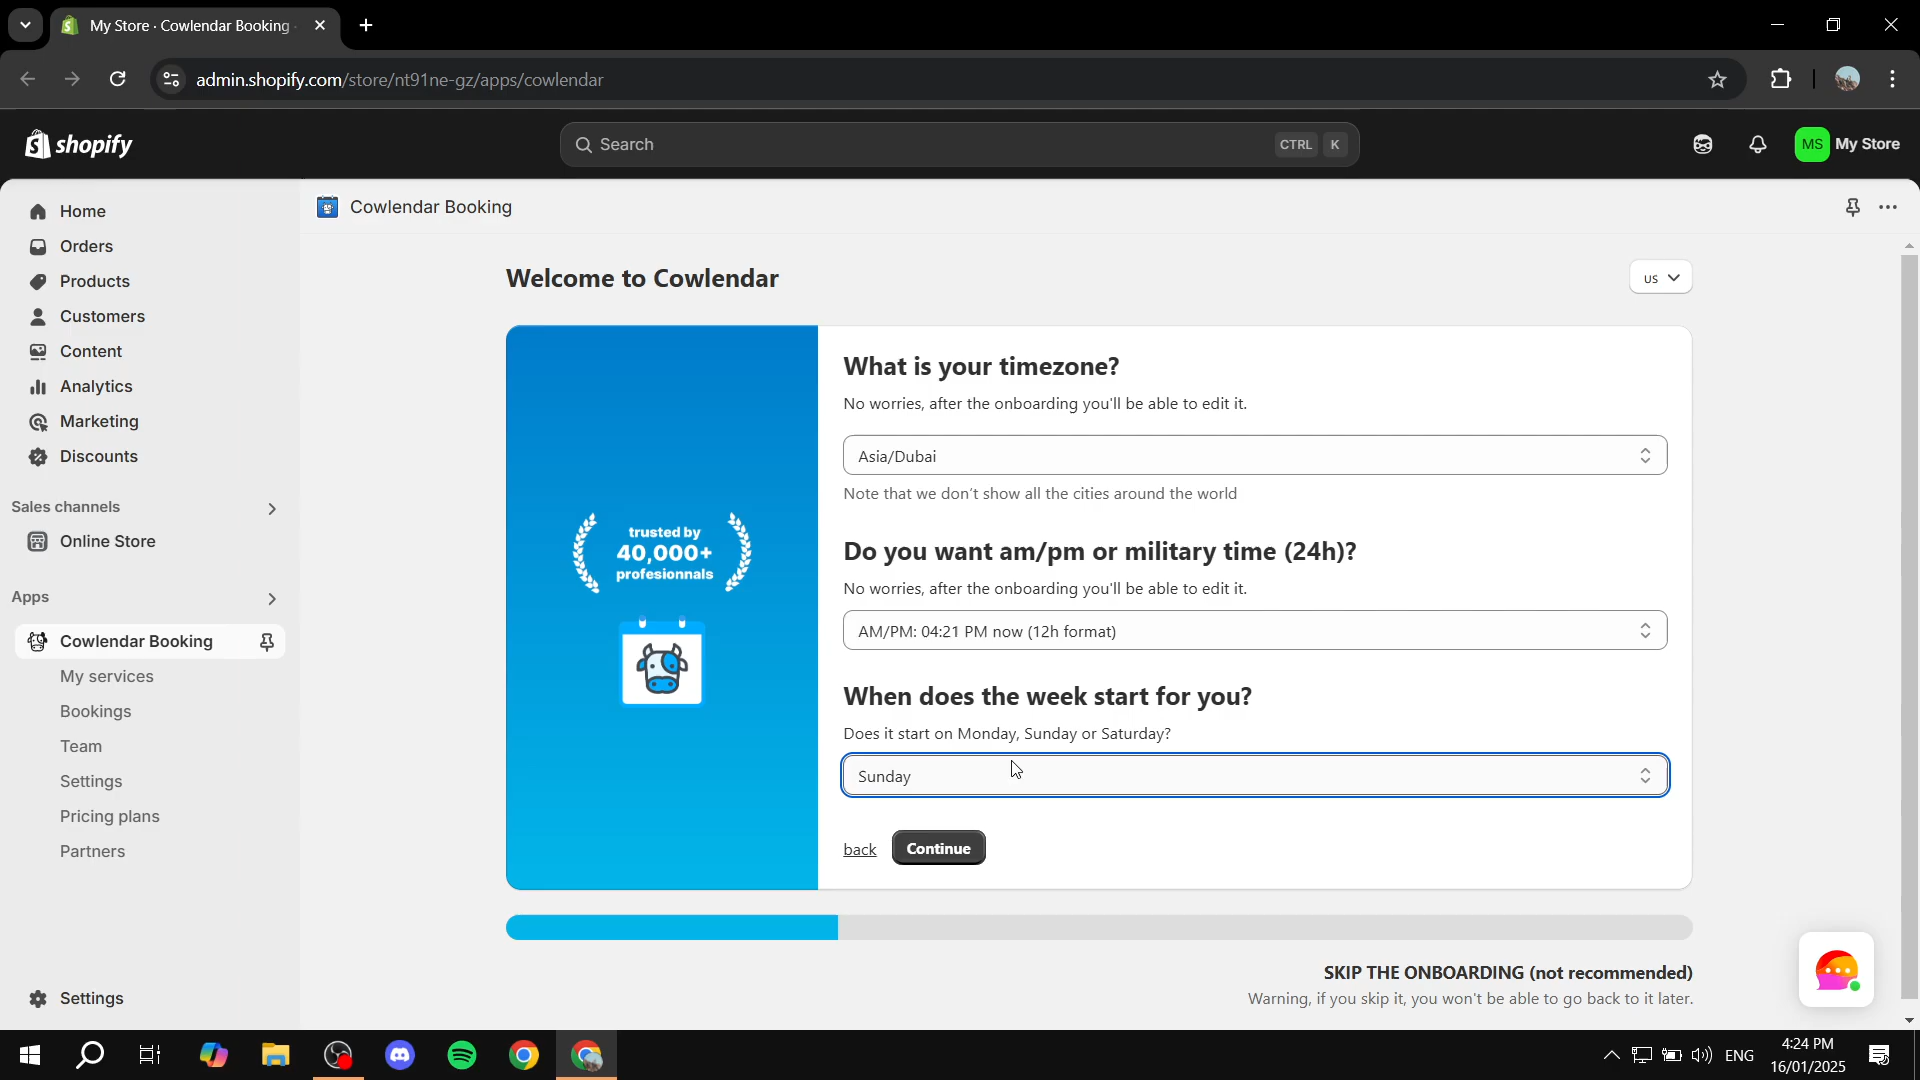 My Store · Cowlendar Booking
admin.shopify.com/store/nt91ne-gz/apps/cowlendar
shopify
Search
CTRL K
MS My Store
Home
Orders
Products
Customers
Content
Analytics
Marketing
Discounts
Sales channels
Online Store
Apps
Cowlendar Booking
My services
Bookings
Team
Settings
Pricing plans
Partners
Settings
Cowlendar Booking
Welcome to Cowlendar
us
trusted by
40,000+
profesionnals
What is your timezone?
No worries, after the onboarding you'll be able to edit it.
Asia/Dubai
Note that we don't show all the cities around the world
Do you want am/pm or military time (24h)?
No worries, after the onboarding you'll be able to edit it.
AM/PM: 04:21 PM now (12h format)
When does the week start for you?
Does it start on Monday, Sunday or Saturday?
Sunday
back Continue
SKIP THE ONBOARDING (not recommended)
Warning, if you skip it, you won't be able to go back to it later.
ENG
4:24 PM
16/01/2025